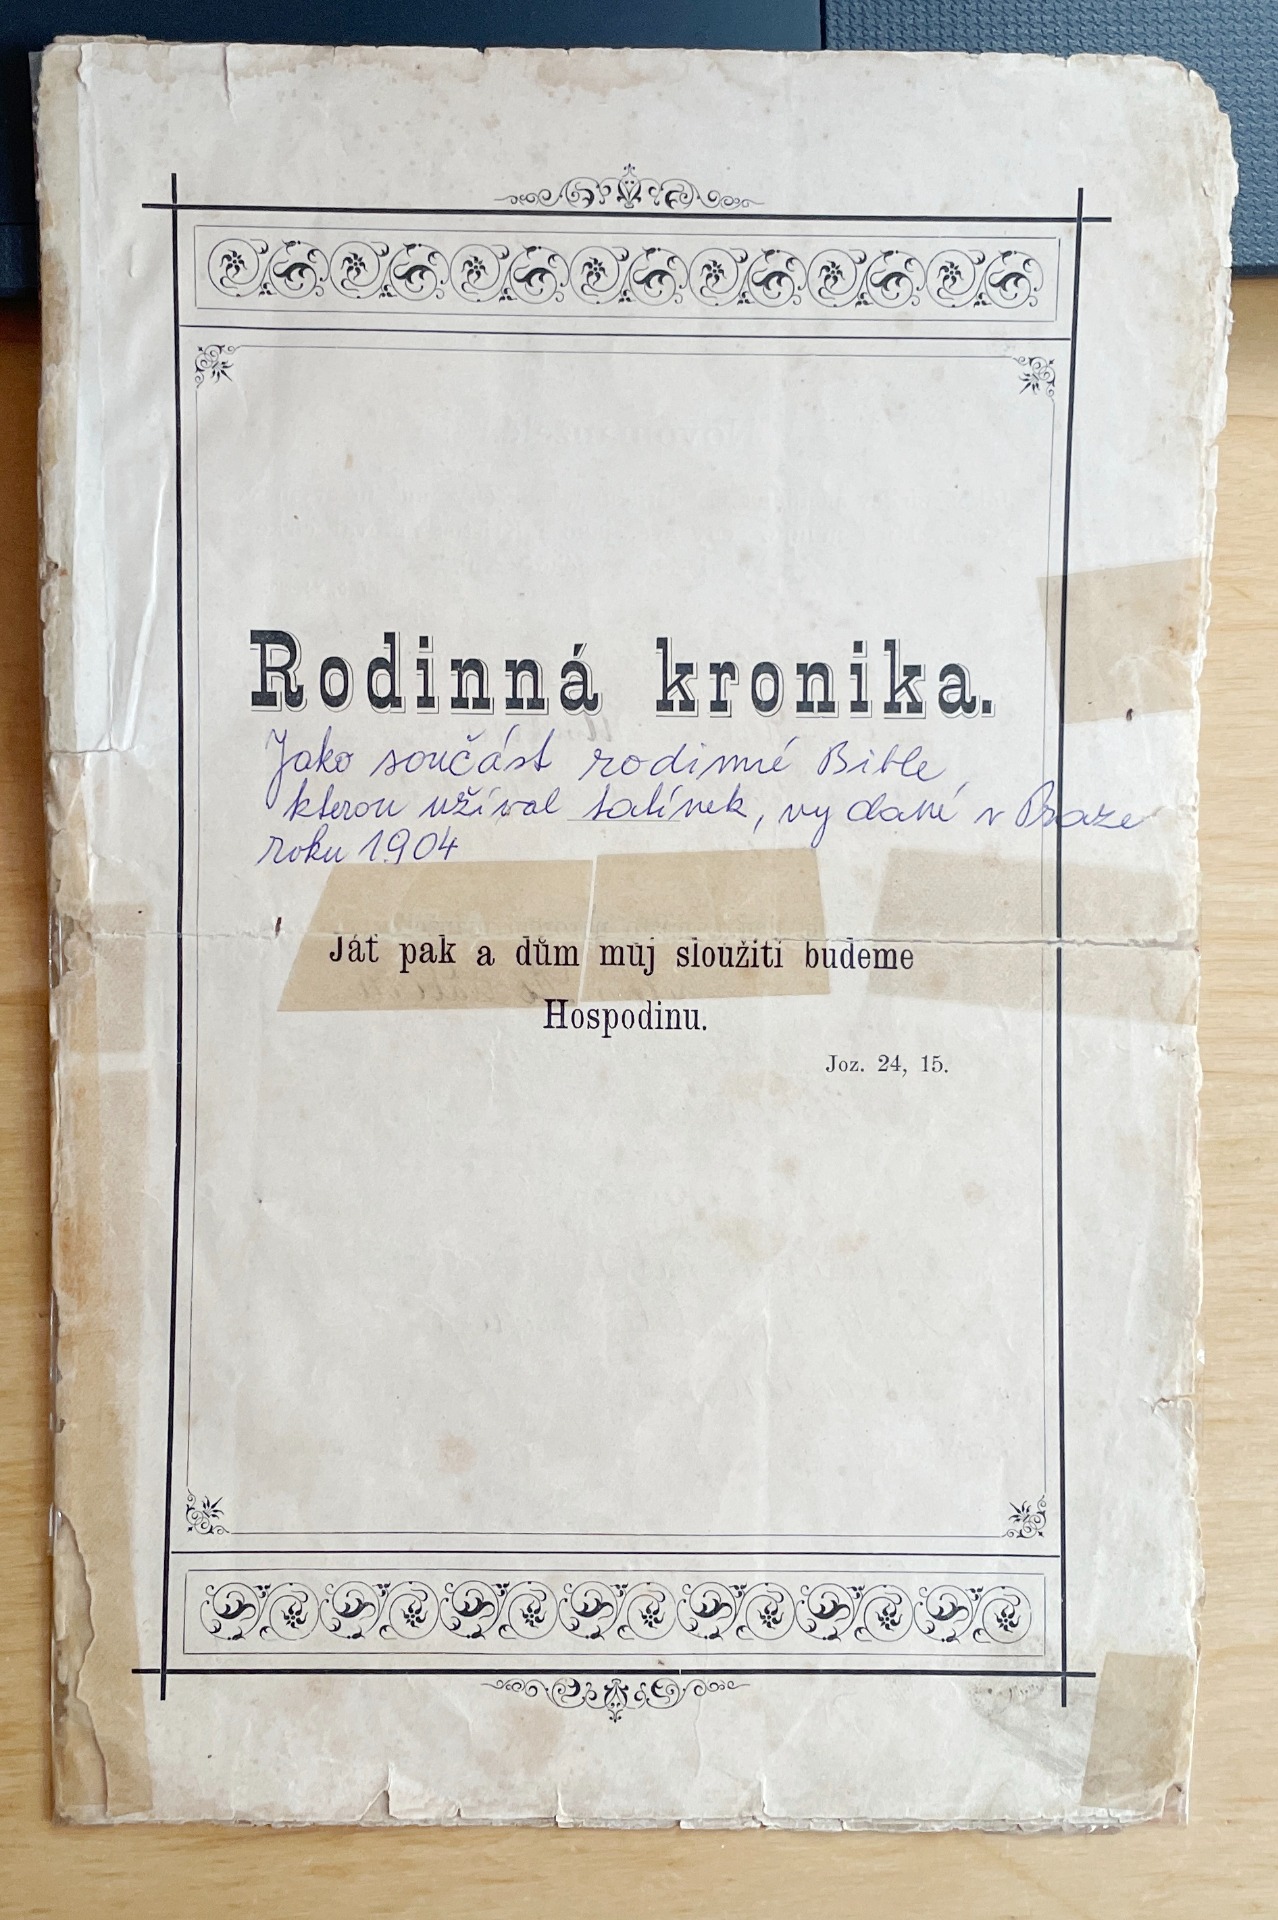 Rodinná kronika.
Jako součást rodinné Bible,
kterou užíval tatínek, vydané v Praze
roku 1904
Ját pak a dům můj sloužiti budeme
Hospodinu.
Joz. 24, 15.